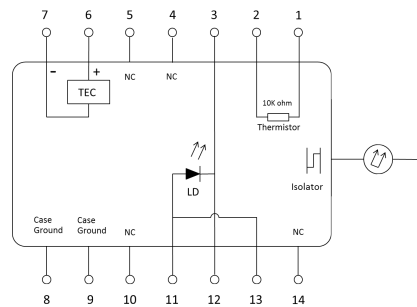 7 6 5 4 3 2 1
- + NC NC
TEC
10K ohm
Thermistor
LD
Isolator
Case
Ground
Case
Ground
NC
NC
8 9 10 11 12 13 14